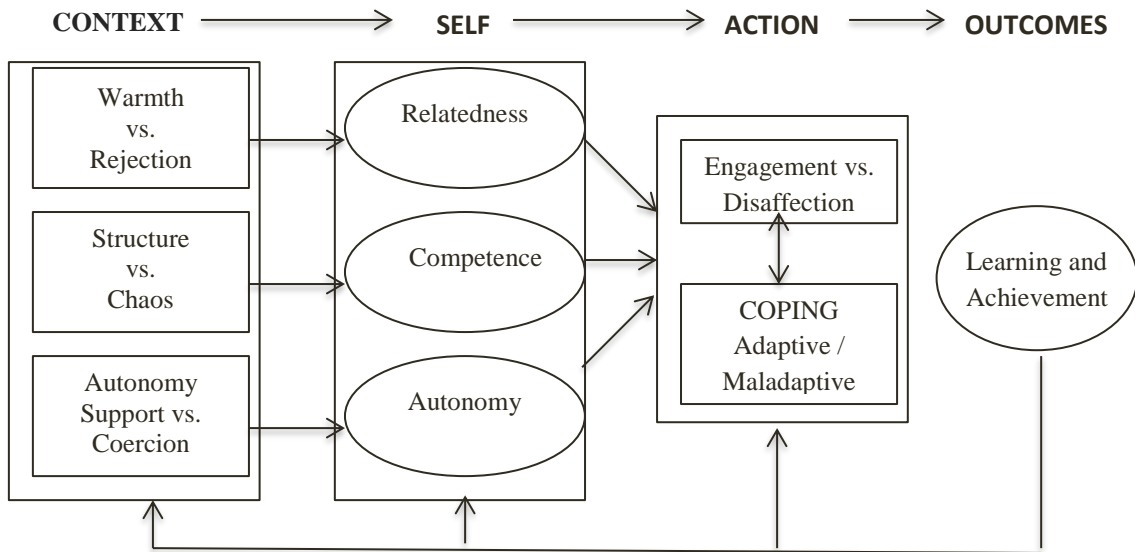 CONTEXT
SELF
ACTION
OUTCOMES
Warmth
vs.
Rejection
Structure
vs.
Chaos
Autonomy
Support vs.
Coercion
Relatedness
Competence
Autonomy
Engagement vs.
Disaffection
COPING
Adaptive /
Maladaptive
Learning and
Achievement